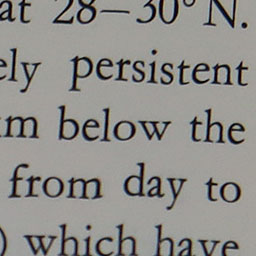 at 28–30° N.
ely persistent
m below the
from day to
) which have